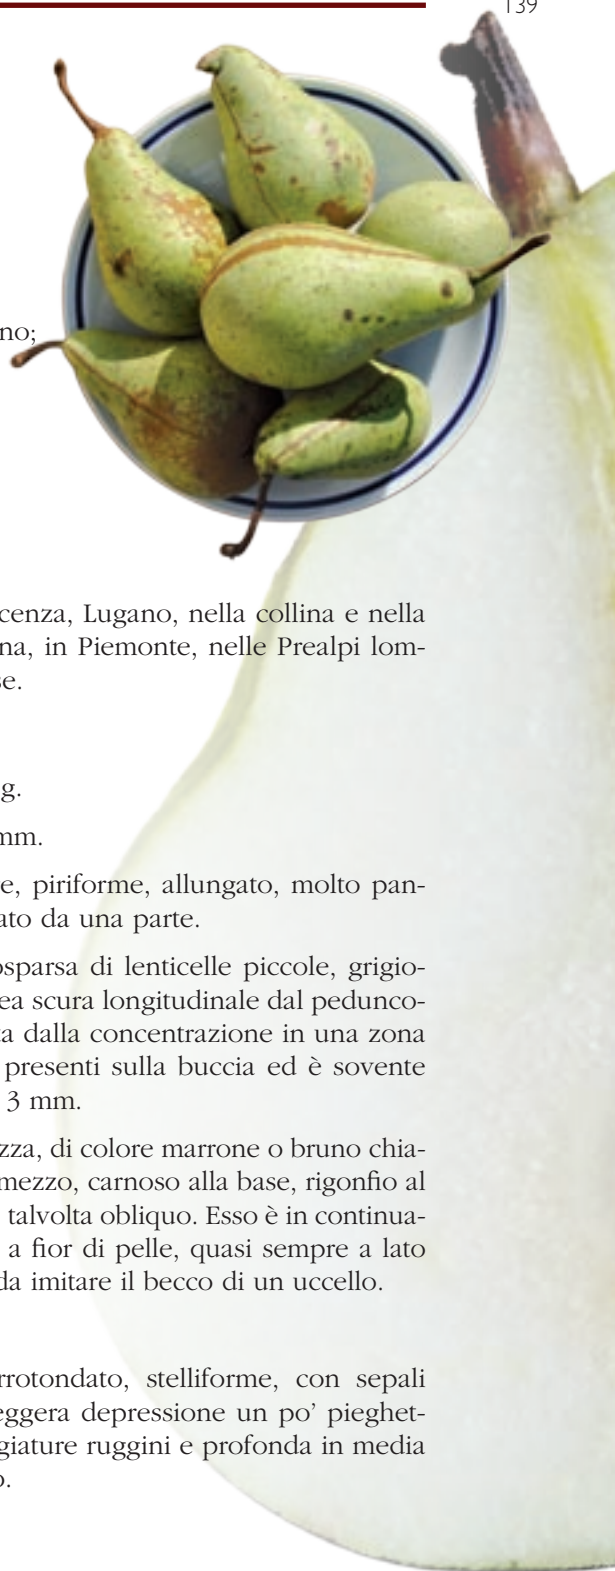 139
no;
cenza, Lugano, nella collina e nella
na, in Piemonte, nelle Prealpi lom-
se.
g.
mm.
e, piriforme, allungato, molto pan-
ato da una parte.
osparsa di lenticelle piccole, grigio-
ea scura longitudinale dal pedunco-
ta dalla concentrazione in una zona
presenti sulla buccia ed è sovente
3 mm.
zza, di colore marrone o bruno chia-
mezzo, carnoso alla base, rigonfio al
talvolta obliquo. Esso è in continua-
a fior di pelle, quasi sempre a lato
da imitare il becco di un uccello.
rrotondato, stelliforme, con sepali
eggera depressione un po' pieghet-
giature ruggini e profonda in media
o.